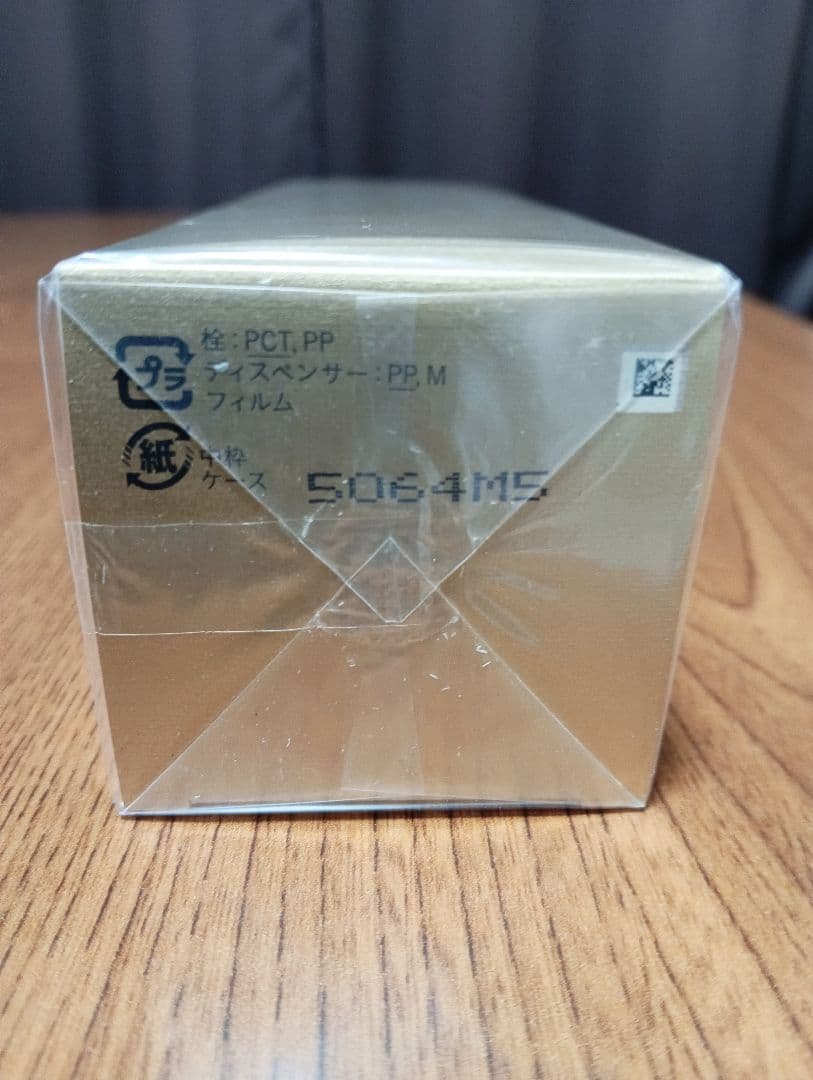 プラ
栓：PCT, PP
ディスペンサー：PP, M
フィルム
紙
中枠
ケース
5064M5